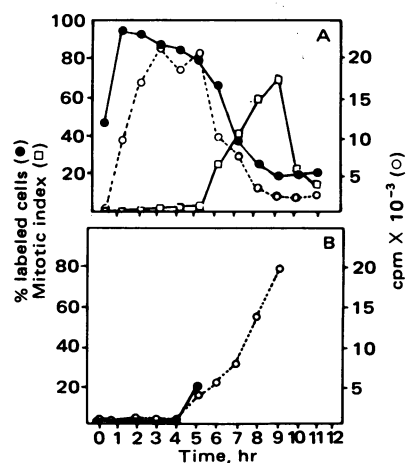 A
100
80
60
40
20
20
15
10
5
B
80
60
40
20
20
15
10
5
0 1 2 3 4 5 6 7 8 9 10 11 12
Time, hr
% labeled cells (●)
Mitotic index (□)
cpm X 10⁻³ (○)